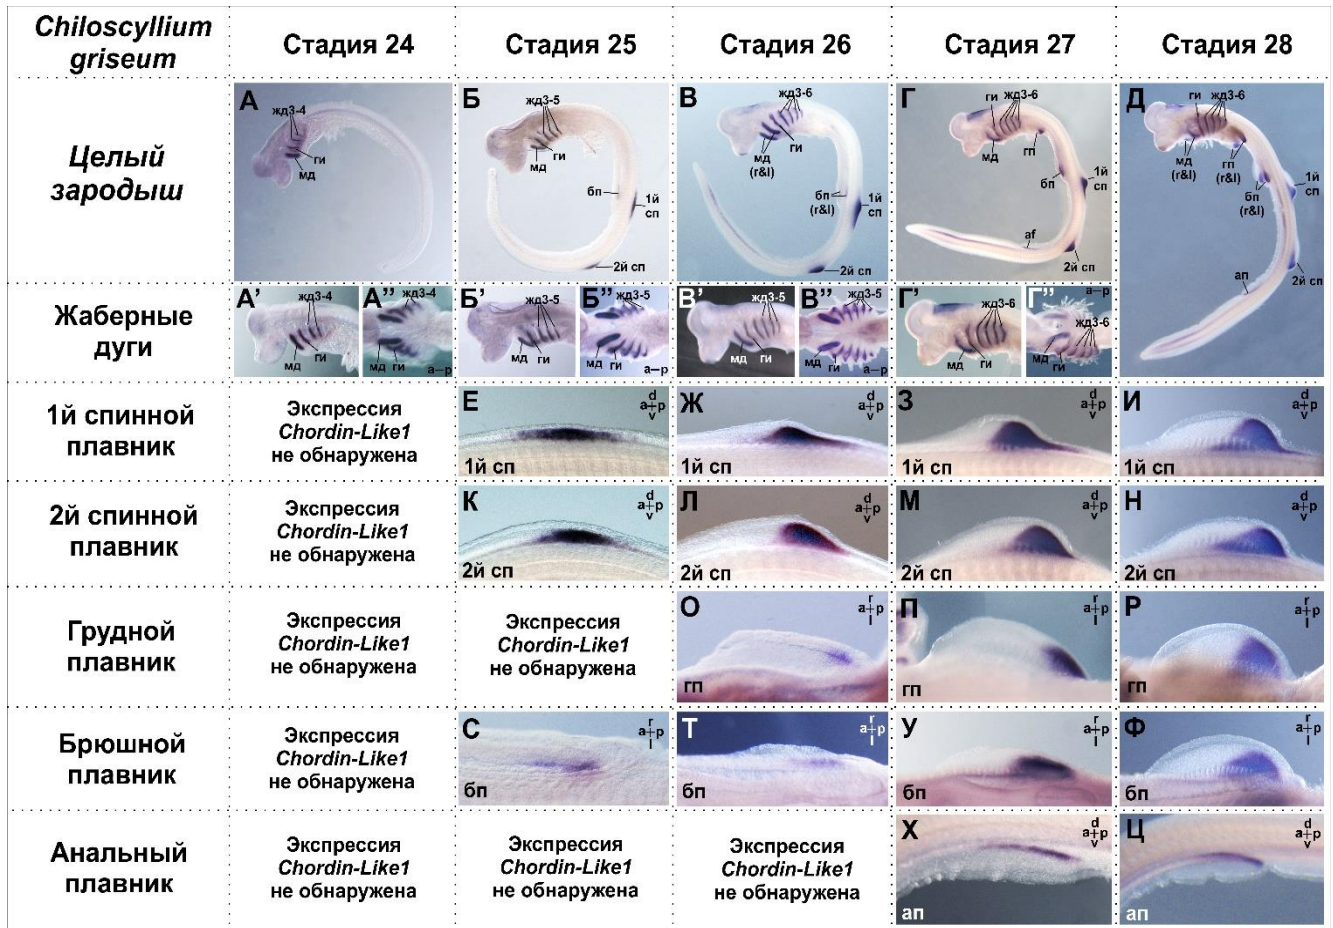 Chiloscyllium
griseum
Стадия 24
Стадия 25
Стадия 26
Стадия 27
Стадия 28
Целый
зародыш
А
жд3-4
ги
мд
Б
жд3-5
ги
мд
бп
1й
сп
2й сп
В
жд3-6
мд
(r&l)
ги
бп
(r&l)
1й
сп
2й сп
Г
ги
жд3-6
мд
гп
бп
1й
сп
af
2й сп
Д
ги
жд3-6
мд
(r&l)
гп
(r&l)
бп
(r&l)
1й
сп
2й сп
ап
Жаберные
дуги
А’
жд3-4
ги
мд
А’’
жд3-4
мд
ги
а—р
Б’
жд3-5
мд
ги
Б’’
жд3-5
мд
ги
а—р
В’
жд3-5
мд
ги
В’’
жд3-5
мд
ги
а—р
Г’
жд3-6
мд
ги
Г’’
а—р
жд3-6
мд
ги
1й спинной
плавник
Экспрессия
Chordin-Like1
не обнаружена
Е
d
a+p
v
1й сп
Ж
d
a+p
v
1й сп
З
d
a+p
v
1й сп
И
d
a+p
v
1й сп
2й спинной
плавник
Экспрессия
Chordin-Like1
не обнаружена
К
d
a+p
v
2й сп
Л
d
a+p
v
2й сп
М
d
a+p
v
2й сп
Н
d
a+p
v
2й сп
Грудной
плавник
Экспрессия
Chordin-Like1
не обнаружена
Экспрессия
Chordin-Like1
не обнаружена
О
r
a+p
l
гп
П
r
a+p
l
гп
Р
r
a+p
l
гп
Брюшной
плавник
Экспрессия
Chordin-Like1
не обнаружена
С
r
a+p
l
бп
Т
r
a+p
l
бп
У
r
a+p
l
бп
Ф
r
a+p
l
бп
Анальный
плавник
Экспрессия
Chordin-Like1
не обнаружена
Экспрессия
Chordin-Like1
не обнаружена
Экспрессия
Chordin-Like1
не обнаружена
Х
d
a+p
v
ап
Ц
d
a+p
v
ап